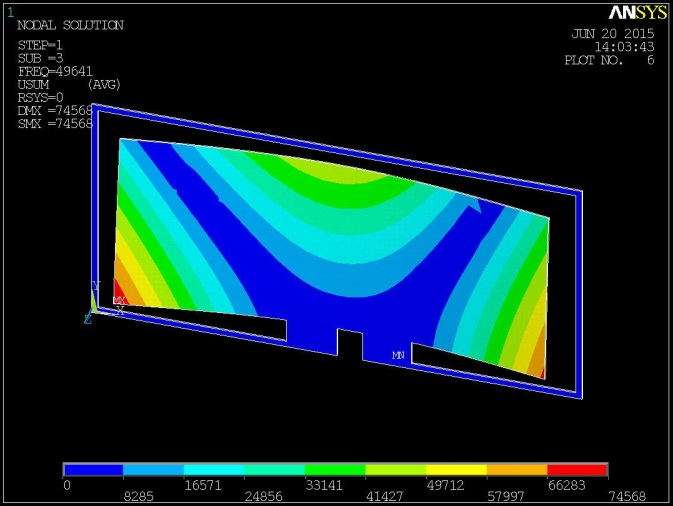 1
NODAL SOLUTION
STEP=1
SUB =3
FREQ=49641
USUM (AVG)
RSYS=0
DMX =74568
SMX =74568
ANSYS
JUN 20 2015
14:03:43
PLOT NO. 6
Y
MX
X
Z
MN
0 16571 33141 49712 66283
8285 24856 41427 57997 74568